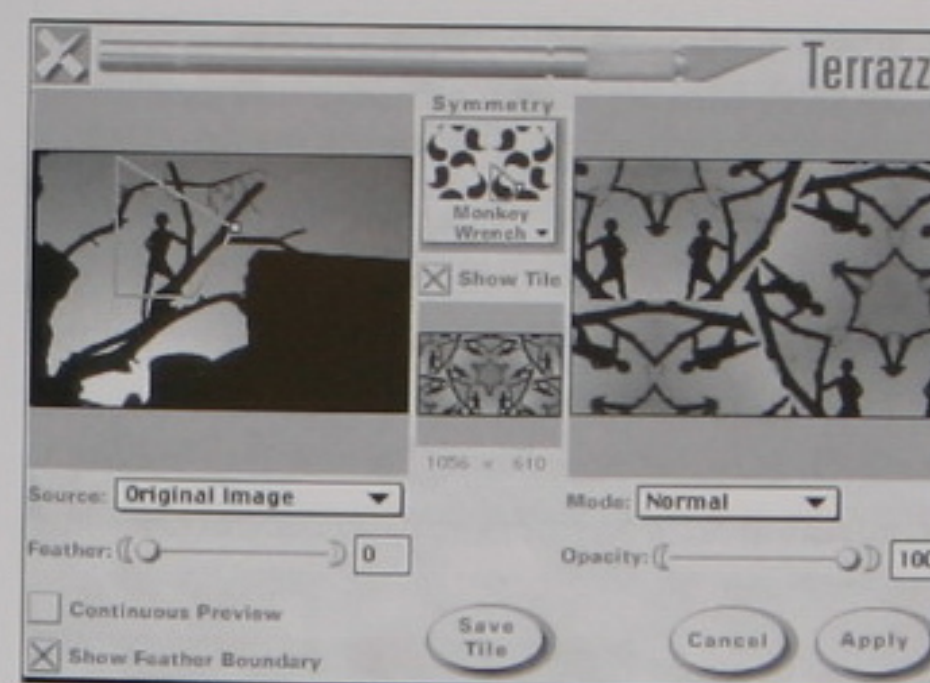 Terrazz
Symmetry
Monkey
Wrench
Show Tile
1056 × 610
Source: Original Image
Mode: Normal
Feather: 0
Opacity: 100
Continuous Preview
Show Feather Boundary
Save
Tile
Cancel
Apply